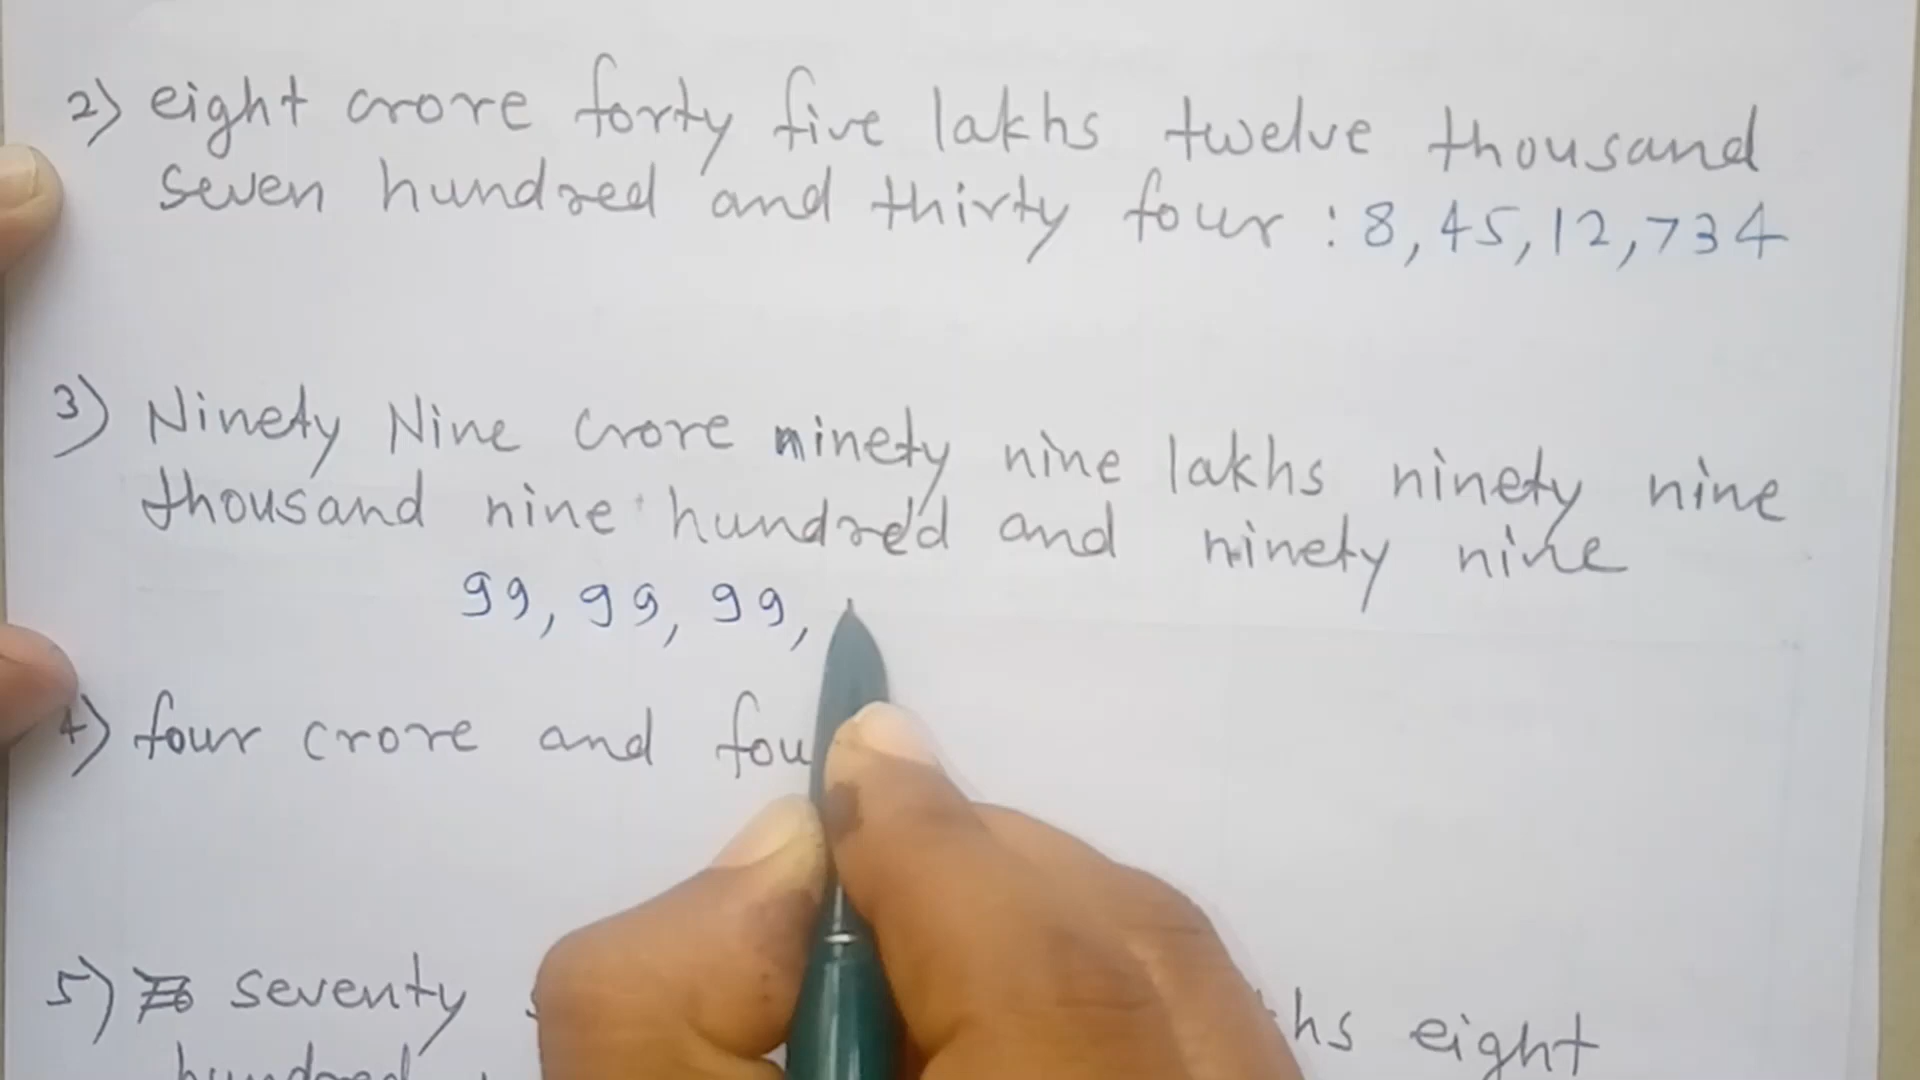 2) eight crore forty five lakhs twelve thousand
seven hundred and thirty four : 8,45,12,734
3) Ninety Nine crore ninety nine lakhs ninety nine
thousand nine hundred and ninety nine
99, 99, 99,
4) four crore and fou
5) seventy hs eight
hundred